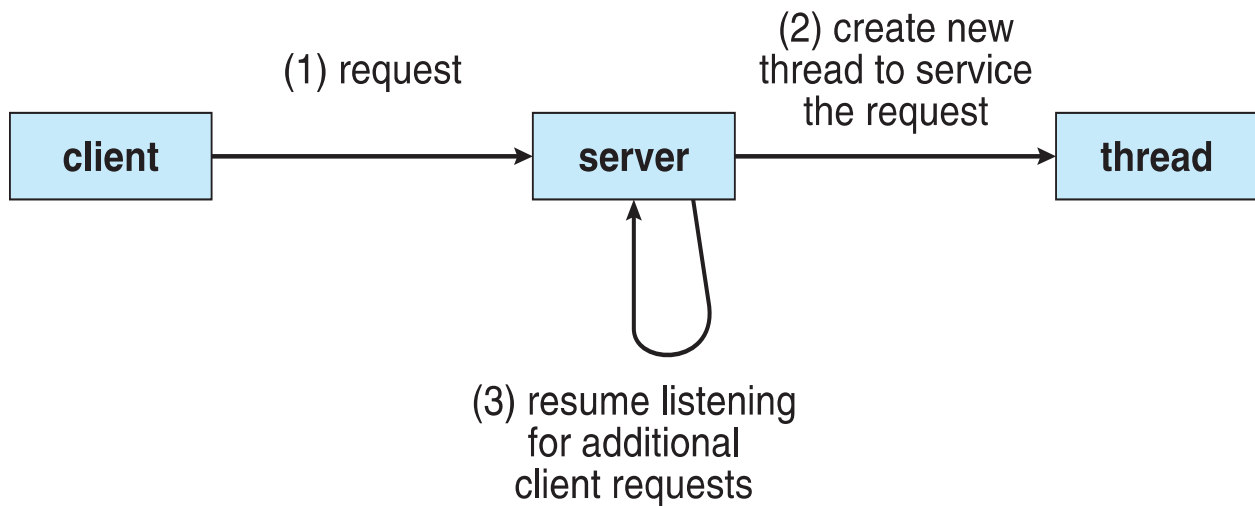 (1) request
(2) create new
thread to service
the request
client
server
thread
(3) resume listening
for additional
client requests